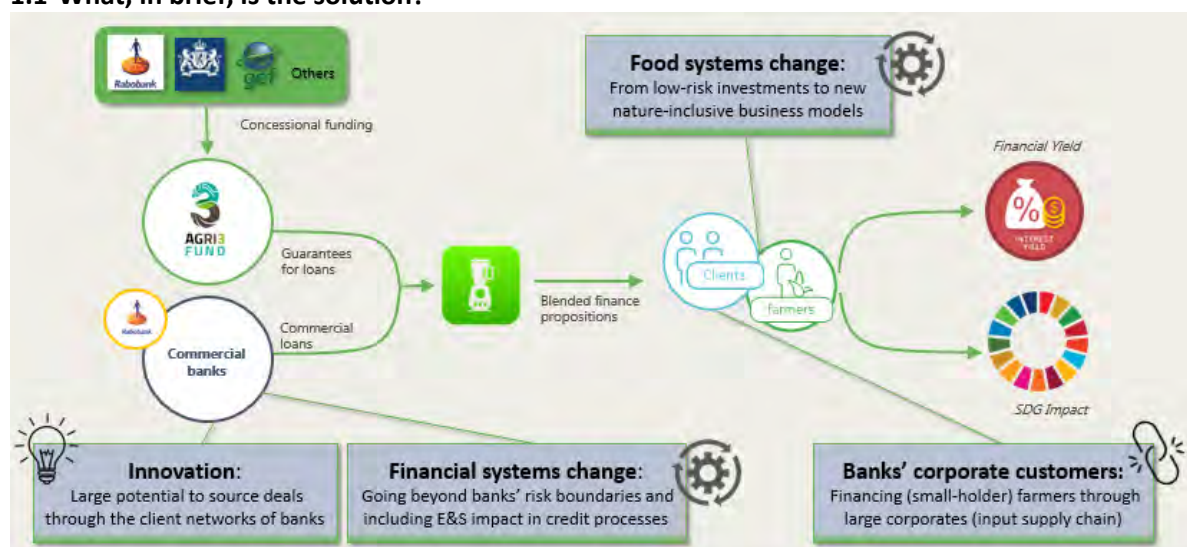 1.1 What, in brief, is the solution?
Rabobank
gef
Others
Concessional funding
Food systems change:
From low-risk investments to new
nature-inclusive business models
Financial Yield
%
$
INTEREST
YIELD
3
AGRI3
FUND
Guarantees
for loans
Clients
farmers
Blended finance
propositions
Rabobank
Commercial
banks
Commercial
loans
SDG Impact
Innovation:
Large potential to source deals
through the client networks of banks
Financial systems change:
Going beyond banks' risk boundaries and
including E&S impact in credit processes
Banks' corporate customers:
Financing (small-holder) farmers through
large corporates (input supply chain)